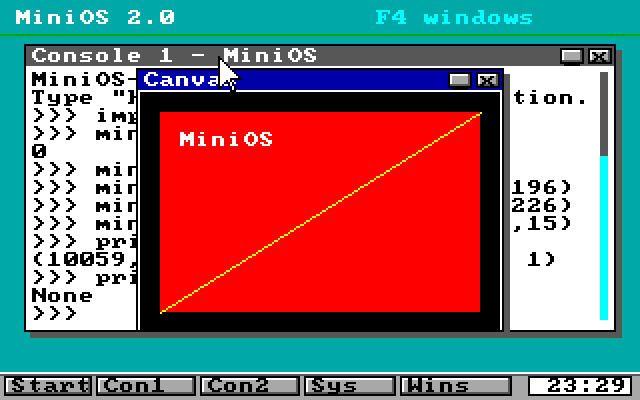 MiniOS 2.0 F4 windows
Console 1 - MiniOS
MiniOS-
Canvas
Type "H
tion.
>>> imp
>>> min
0
>>> min
>>> min
196)
>>> min
226)
>>> min
,15)
>>> pri
(10059,
1)
>>> pri
None
>>>
MiniOS
Start Con1 Con2 Sys Wins 23:29